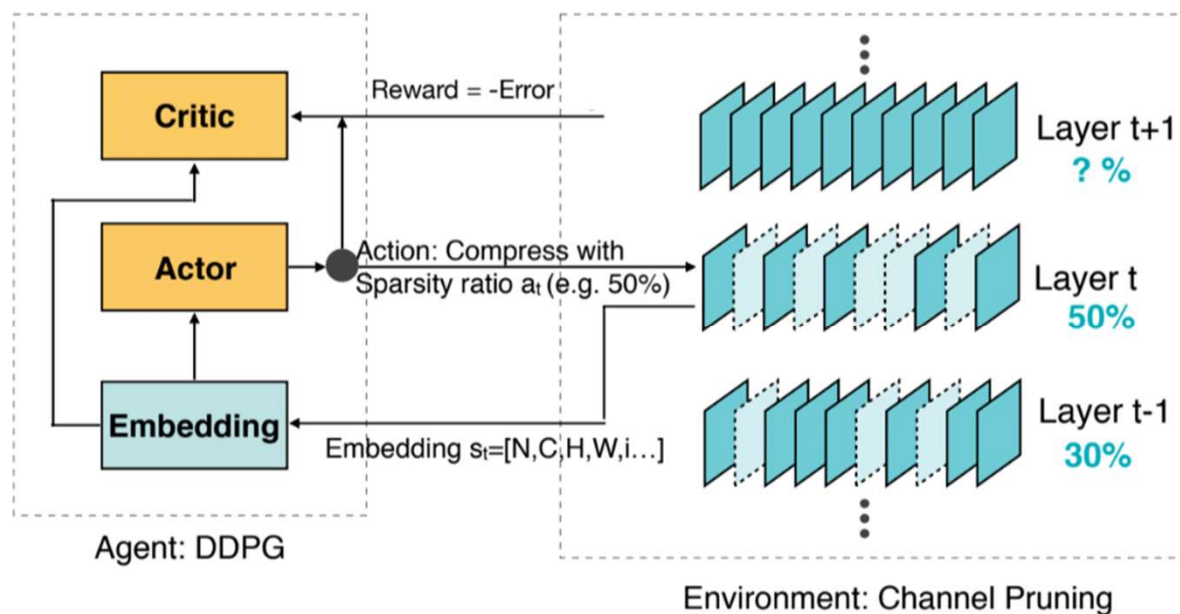 Critic
Actor
Embedding
Agent: DDPG
Reward = -Error
Action: Compress with
Sparsity ratio aₜ (e.g. 50%)
Embedding sₜ=[N,C,H,W,i…]
Layer t+1
? %
Layer t
50%
Layer t-1
30%
Environment: Channel Pruning